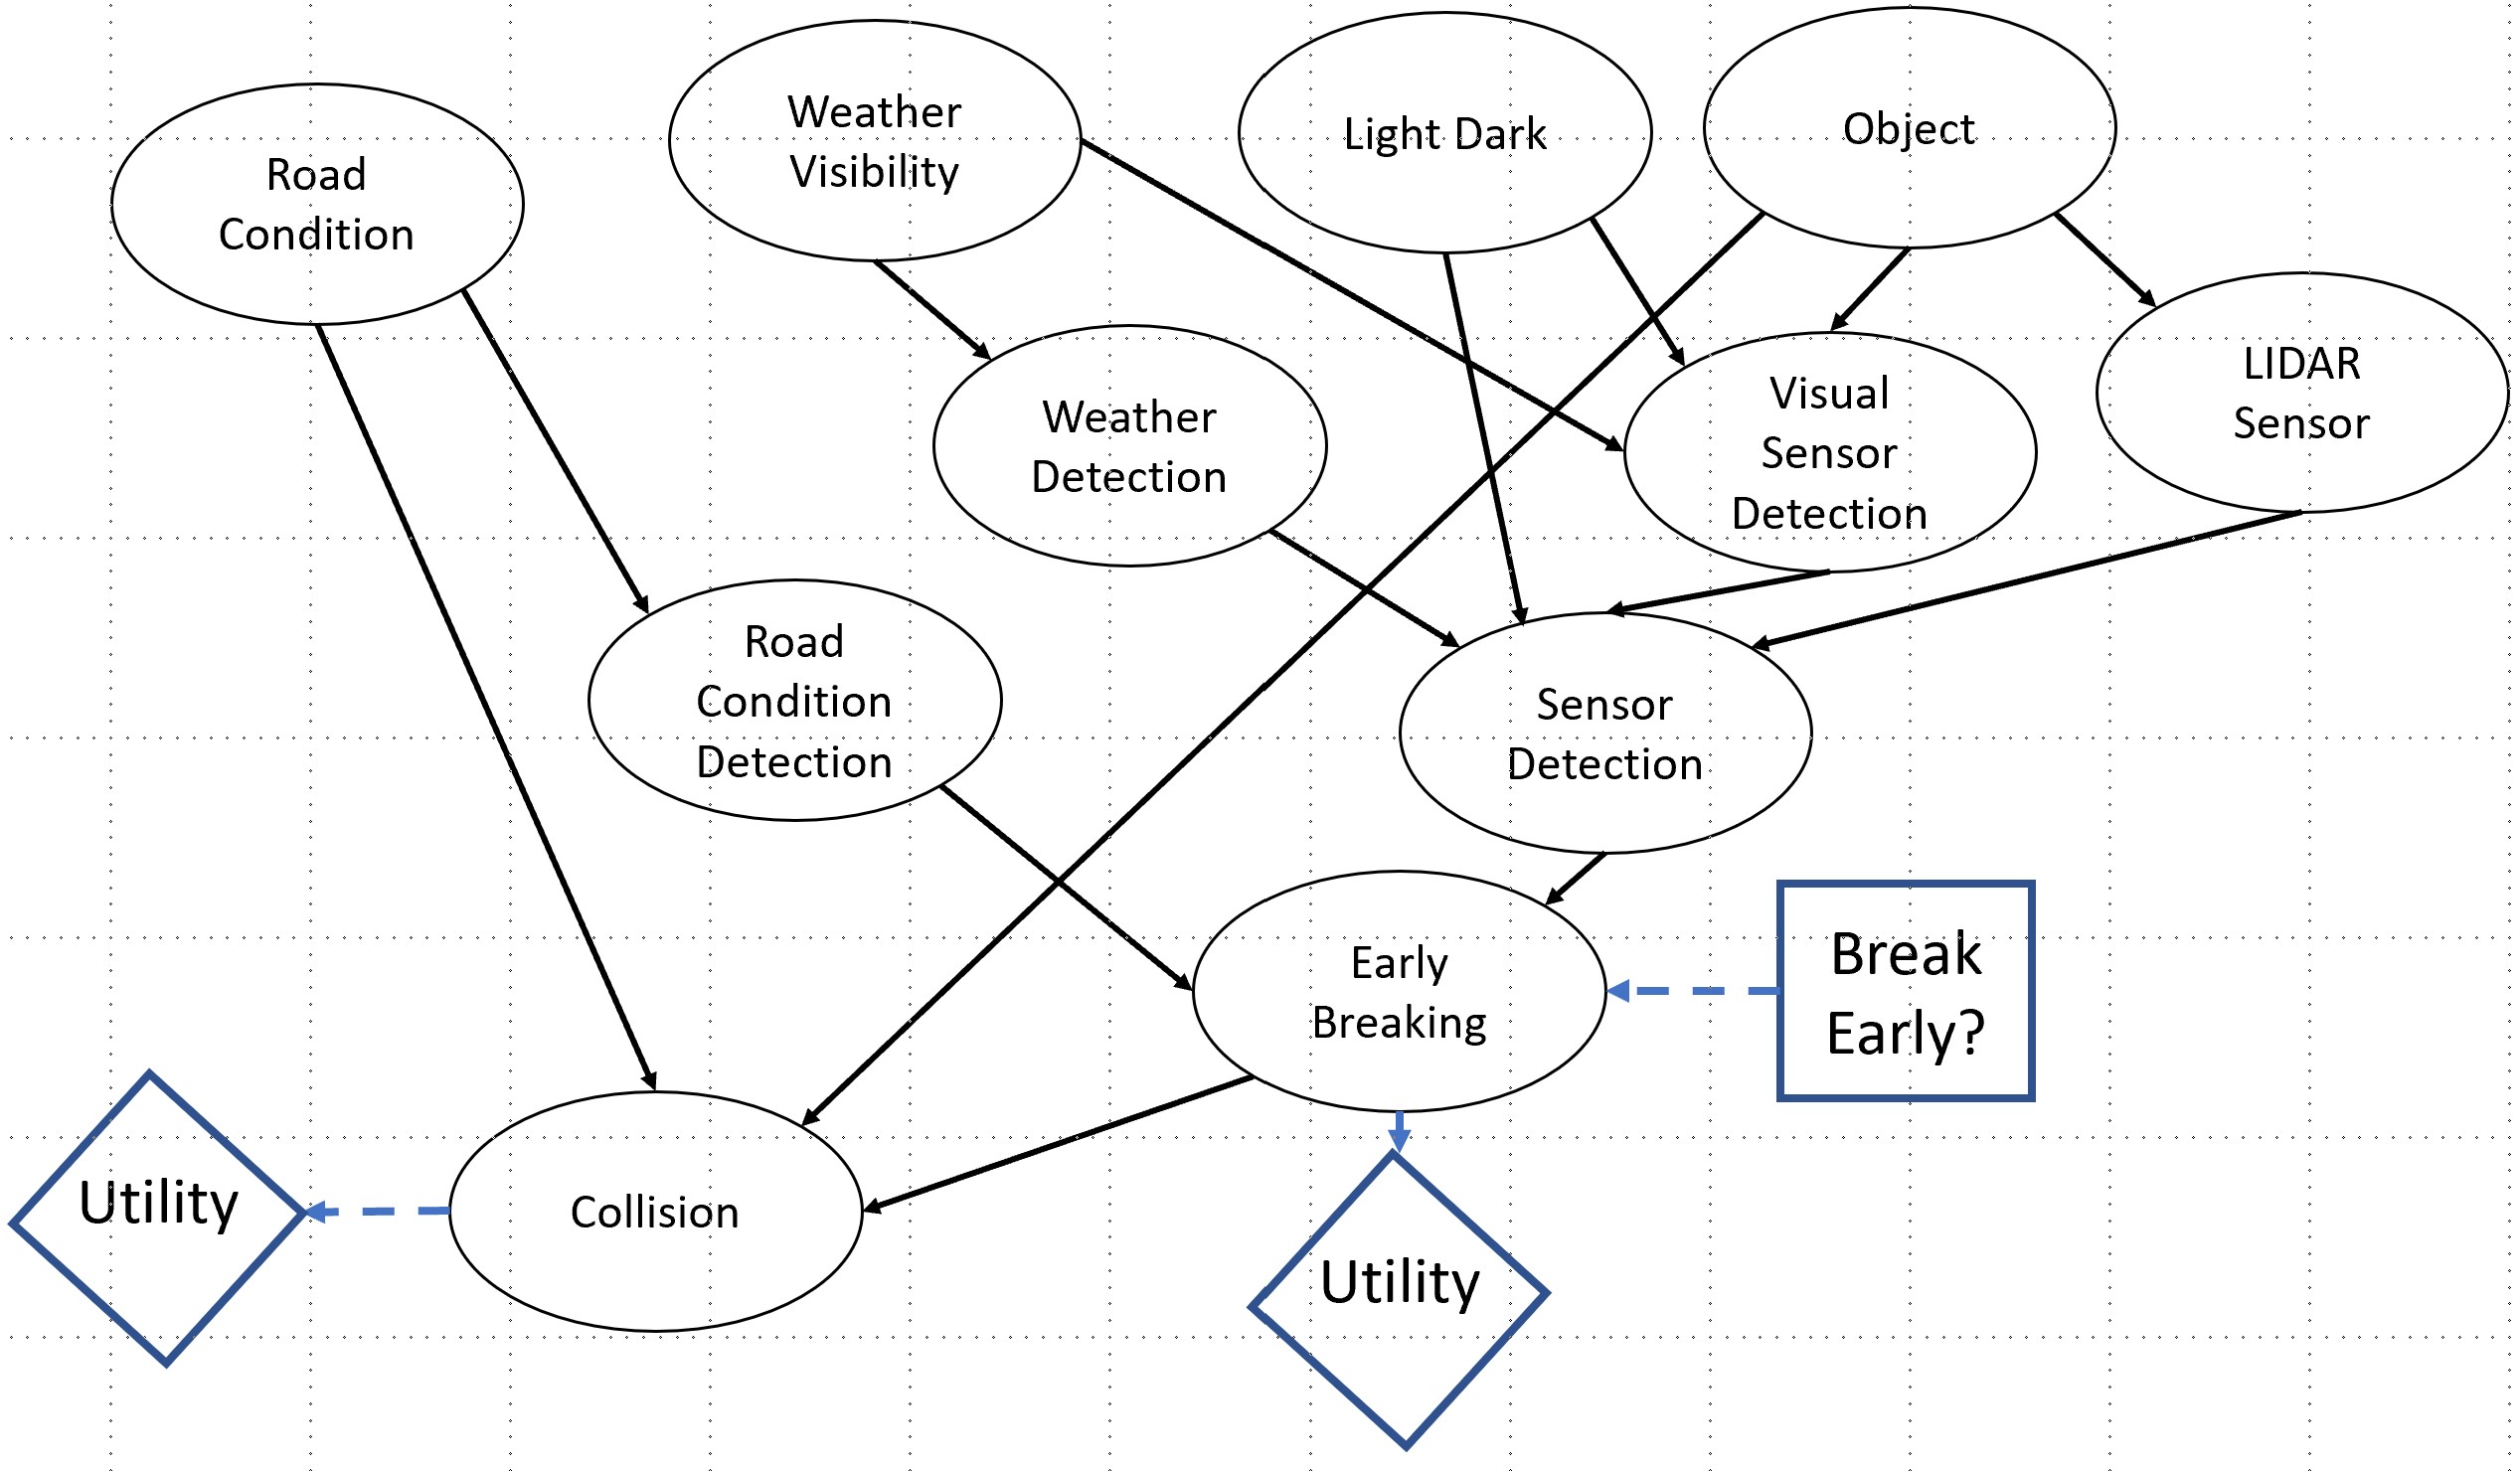 Road
Condition
Weather
Visibility
Light Dark
Object
Weather
Detection
Visual
Sensor
Detection
LIDAR
Sensor
Road
Condition
Detection
Sensor
Detection
Early
Breaking
Break
Early?
Utility
Collision
Utility